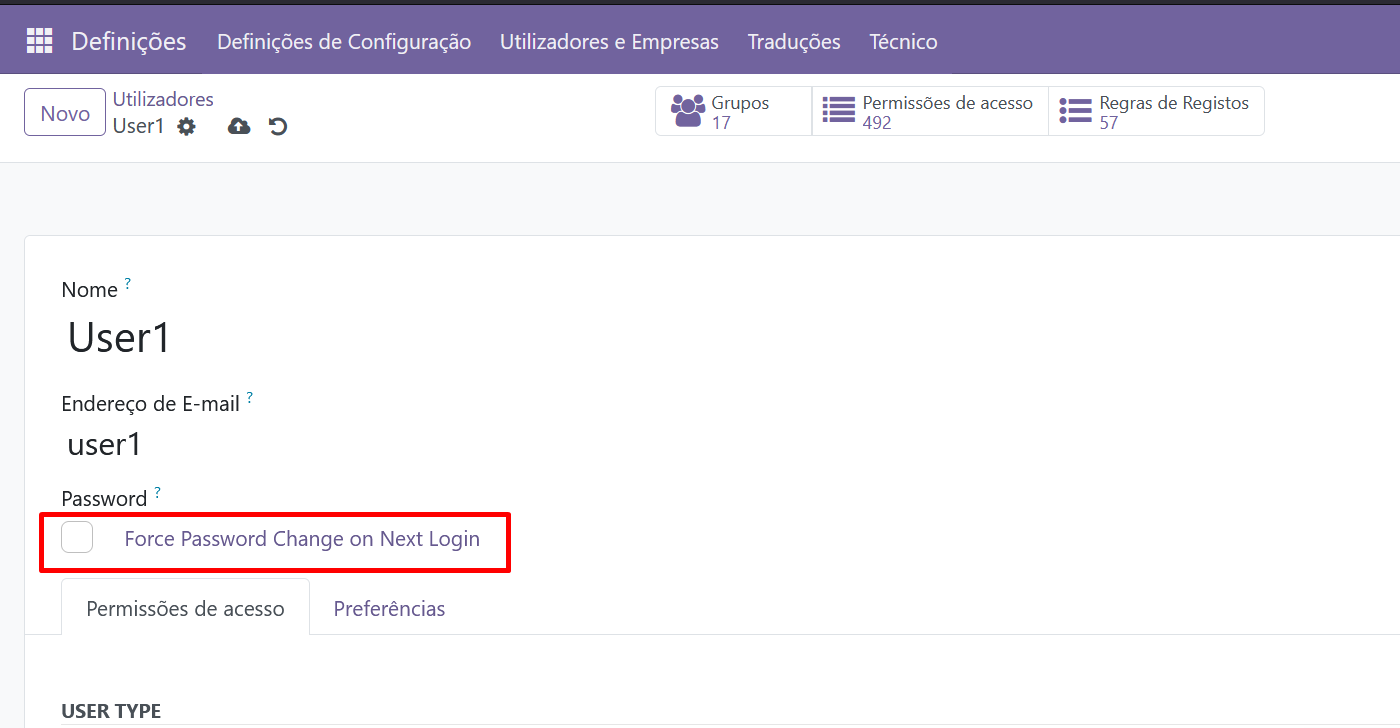 Definições Definições de Configuração Utilizadores e Empresas Traduções Técnico
Novo
Utilizadores
User1
Grupos
17
Permissões de acesso
492
Regras de Registos
57
Nome ?
User1
Endereço de E-mail ?
user1
Password ?
Force Password Change on Next Login
Permissões de acesso Preferências
USER TYPE